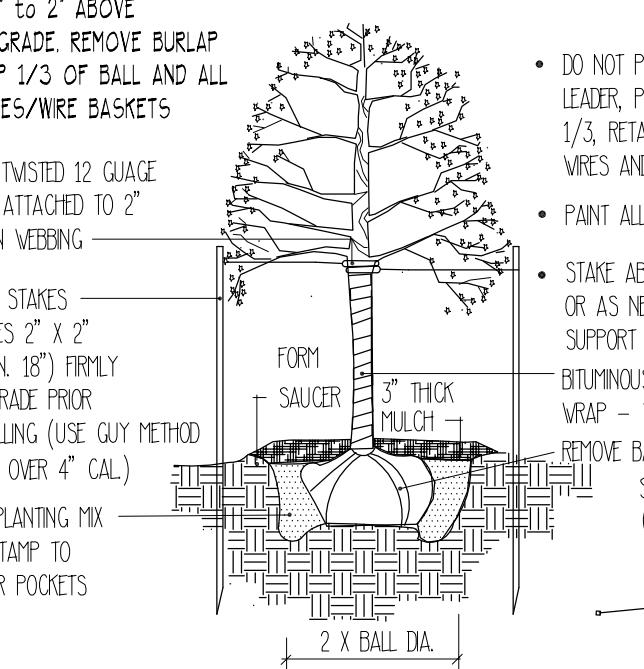 to 2" ABOVE
GRADE. REMOVE BURLAP
1/3 OF BALL AND ALL
ES/WIRE BASKETS
TWISTED 12 GUAGE
ATTACHED TO 2"
WEBBING
STAKES
ES 2" X 2"
N. 18") FIRMLY
RADE PRIOR
LLING (USE GUY METHOD
OVER 4" CAL.)
PLANTING MIX
TAMP TO
R POCKETS
FORM
SAUCER
3" THICK
MULCH
2 X BALL DIA.
• DO NOT P
LEADER, P
1/3, RETA
WIRES AND
• PAINT ALL
• STAKE AB
OR AS NE
SUPPORT
BITUMINOUS
WRAP -
REMOVE BA